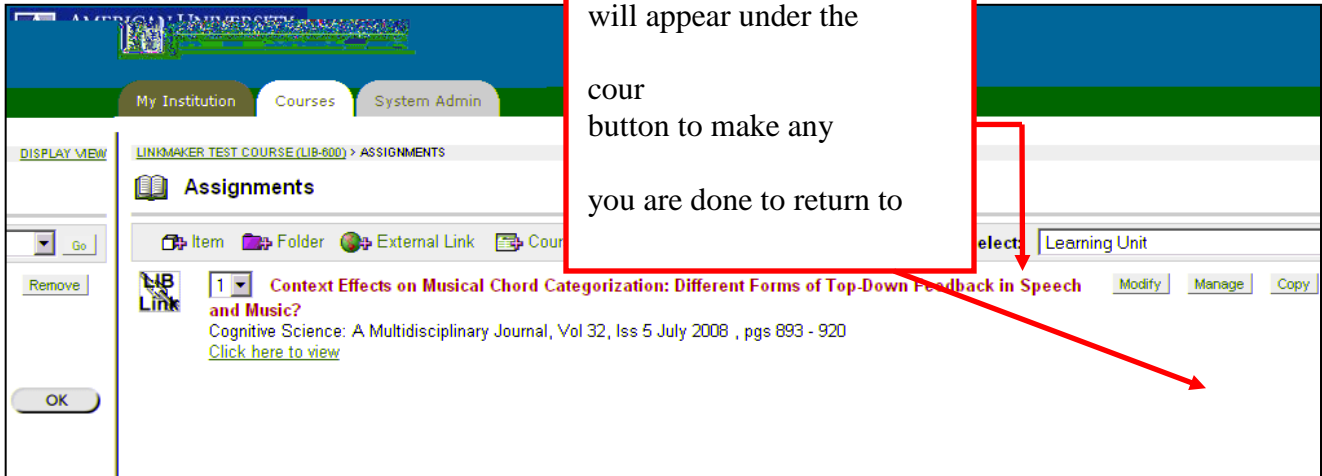 will appear under the
cour
button to make any
you are done to return to
My Institution
Courses
System Admin
DISPLAY VIEW
LINKMAKER TEST COURSE (LIB-600) > ASSIGNMENTS
Assignments
Go
Item
Folder
External Link
Cour
elect:
Learning Unit
Remove
LIB
Link
1
Context Effects on Musical Chord Categorization: Different Forms of Top-Down Feedback in Speech
and Music?
Modify
Manage
Copy
Cognitive Science: A Multidisciplinary Journal, Vol 32, Iss 5 July 2008 , pgs 893 - 920
Click here to view
OK